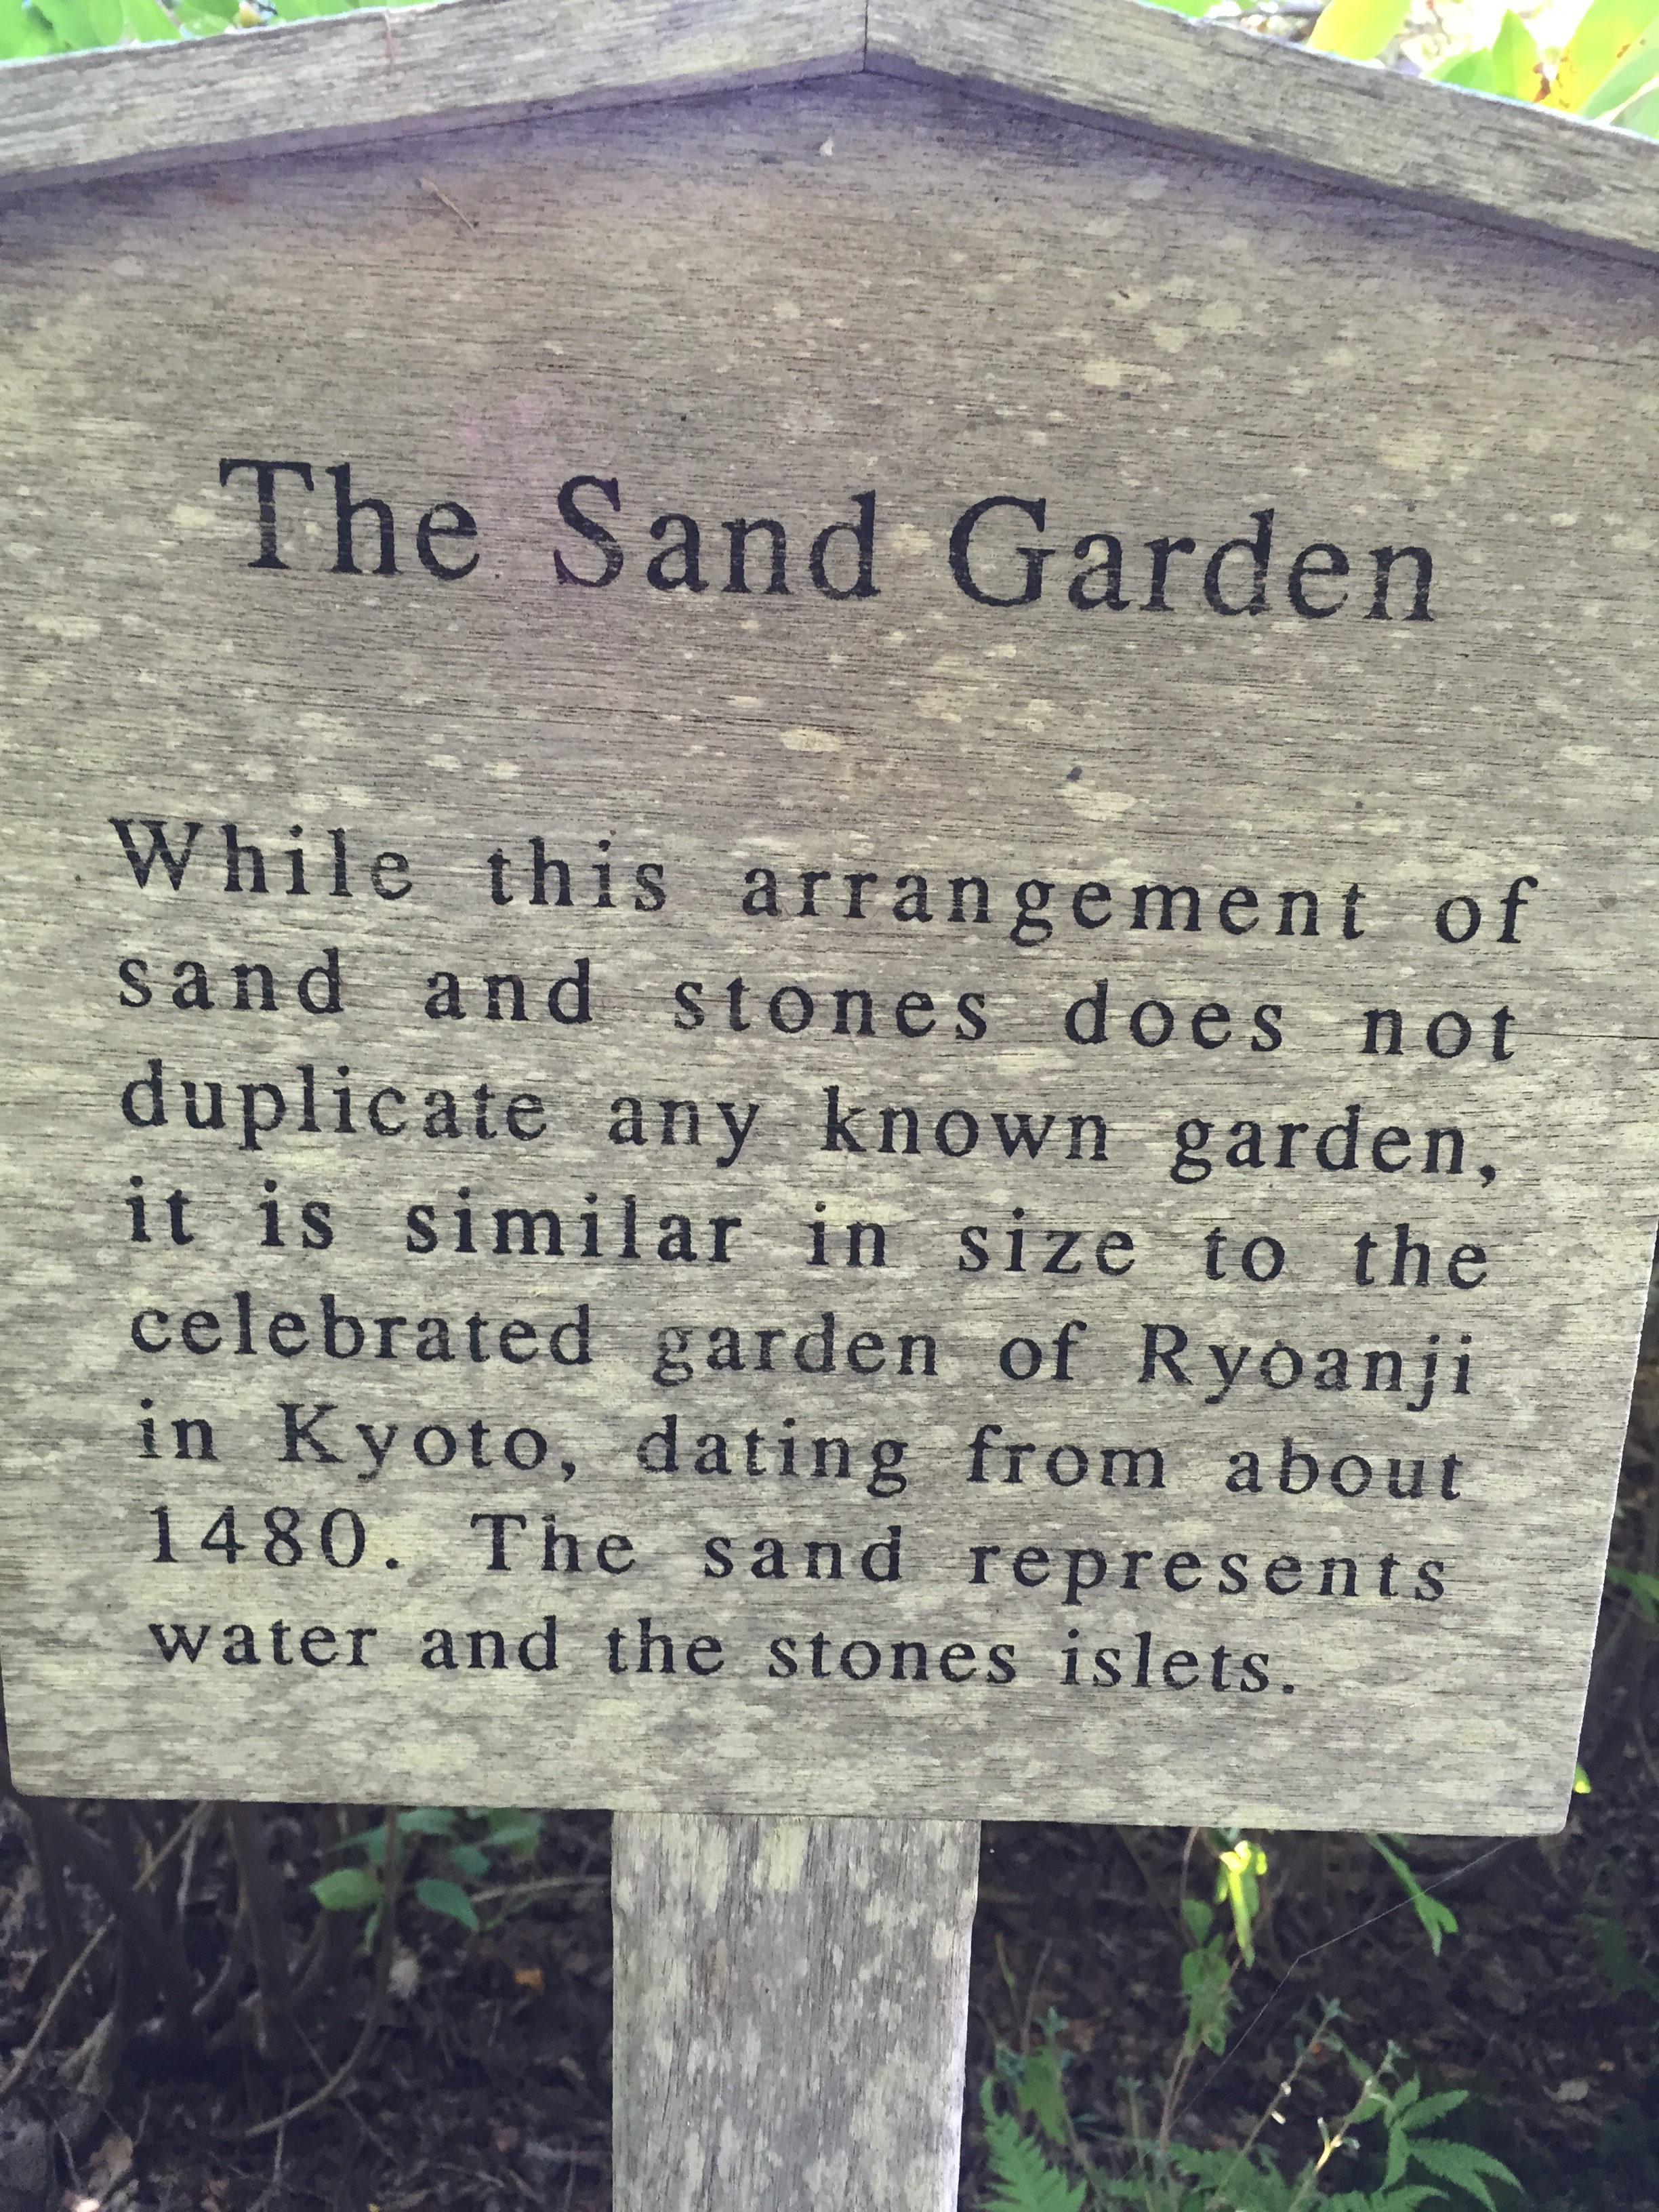 The Sand Garden
While this arrangement of
sand and stones does not
duplicate any known garden,
it is similar in size to the
celebrated garden of Ryoanji
in Kyoto, dating from about
1480. The sand represents
water and the stones islets.